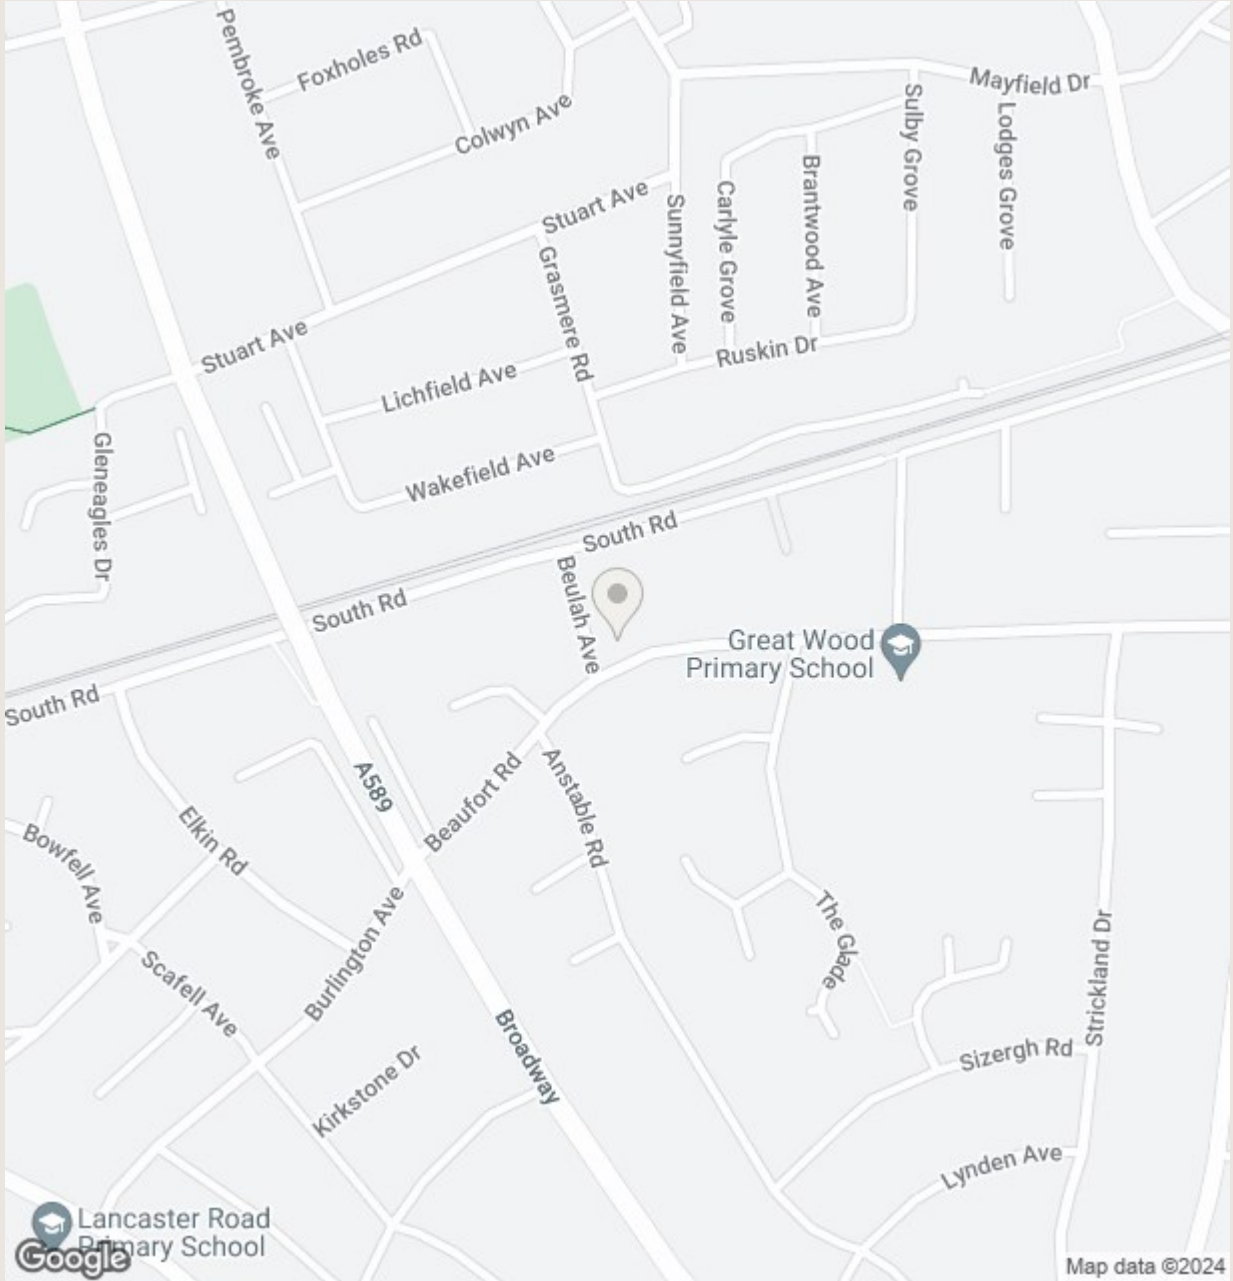 Pembroke Ave
Foxholes Rd
Colwyn Ave
Mayfield Dr
Sulby Grove
Lodges Grove
Brantwood Ave
Carlyle Grove
Stuart Ave
Sunnyfield Ave
Grasmere Rd
Stuart Ave
Ruskin Dr
Lichfield Ave
Wakefield Ave
Gleneagles Dr
South Rd
Beulah Ave
South Rd
Great Wood
Primary School
South Rd
A589
Beaufort Rd
Anstable Rd
Elkin Rd
Bowfell Ave
Burlington Ave
The Glade
Scafell Ave
Strickland Dr
Broadway
Kirkstone Dr
Sizergh Rd
Lynden Ave
Lancaster Road
Primary School
Google
Map data ©2024